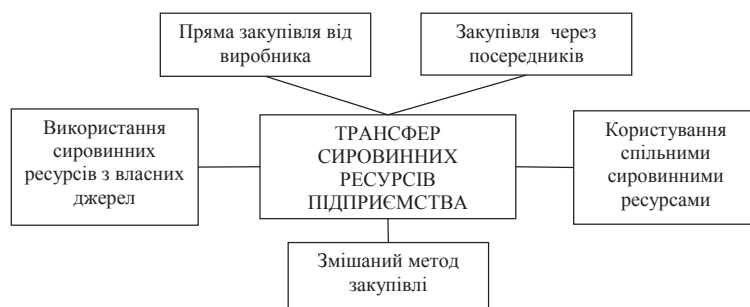 Пряма закупівля від
виробника
Закупівля через
посередників
Використання
сировинних
ресурсів з власних
джерел
ТРАНСФЕР
СИРОВИННИХ
РЕСУРСІВ
ПІДПРИЄМСТВА
Користування
спільними
сировинними
ресурсами
Змішаний метод
закупівлі